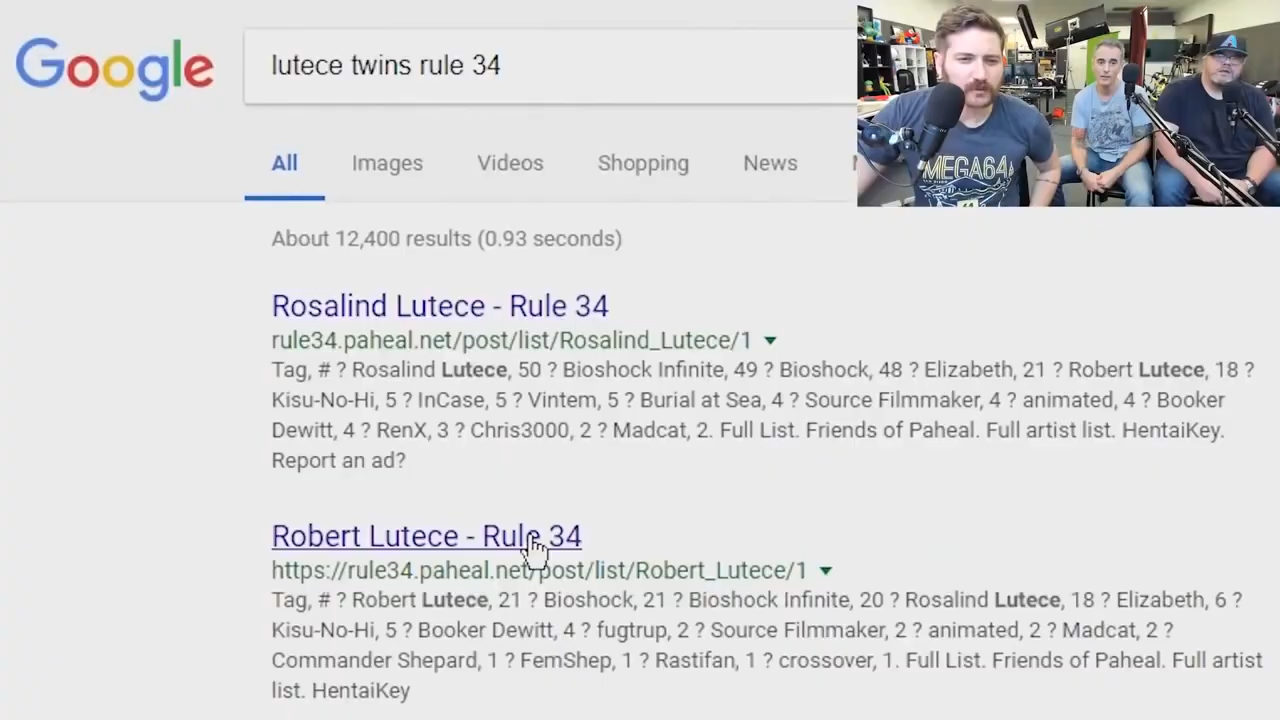 Google
lutece twins rule 34
All
Images
Videos
Shopping
News
About 12,400 results (0.93 seconds)
Rosalind Lutece - Rule 34
rule34.paheal.net/post/list/Rosalind_Lutece/1
Tag, # ? Rosalind Lutece, 50 ? Bioshock Infinite, 49 ? Bioshock, 48 ? Elizabeth, 21 ? Robert Lutece, 18 ?
Kisu-No-Hi, 5 ? InCase, 5 ? Vintem, 5 ? Burial at Sea, 4 ? Source Filmmaker, 4 ? animated, 4 ? Booker
Dewitt, 4 ? RenX, 3 ? Chris3000, 2 ? Madcat, 2. Full List. Friends of Paheal. Full artist list. HentaiKey.
Report an ad?
Robert Lutece - Rule 34
https://rule34.paheal.net/post/list/Robert_Lutece/1
Tag, # ? Robert Lutece, 21 ? Bioshock, 21 ? Bioshock Infinite, 20 ? Rosalind Lutece, 18 ? Elizabeth, 6 ?
Kisu-No-Hi, 5 ? Booker Dewitt, 4 ? fugtrup, 2 ? Source Filmmaker, 2 ? animated, 2 ? Madcat, 2 ?
Commander Shepard, 1 ? FemShep, 1 ? Rastifan, 1 ? crossover, 1. Full List. Friends of Paheal. Full artist
list. HentaiKey
MEGA64